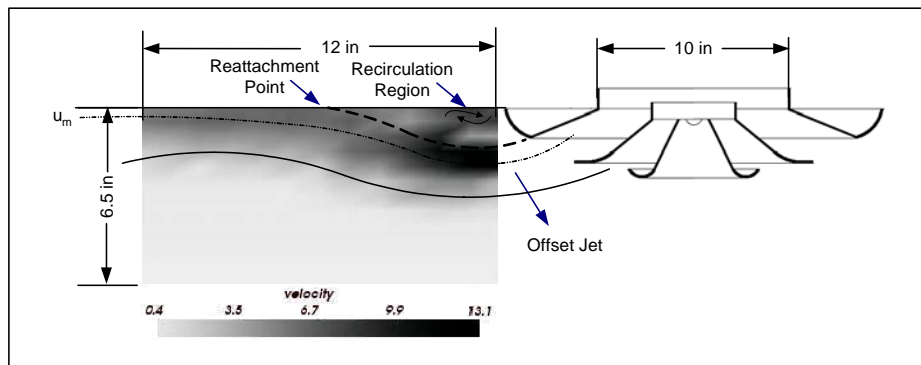 12 in
10 in
Reattachment
Point
Recirculation
Region
u_m
6.5 in
Offset Jet
velocity
0.4 3.5 6.7 9.9 13.1